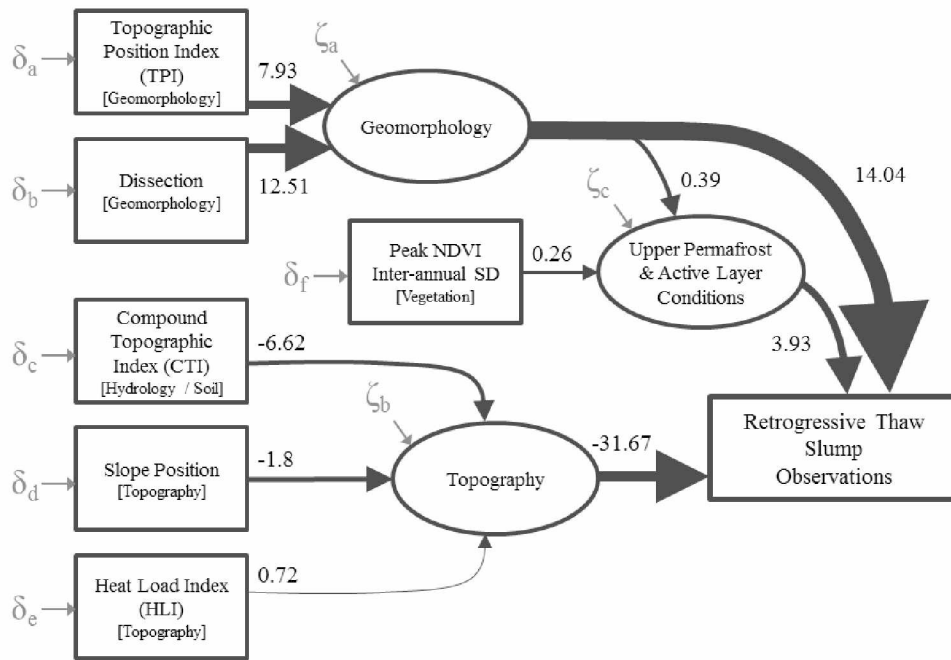 δa
Topographic
Position Index
(TPI)
[Geomorphology]
7.93
ζa
Geomorphology
δb
Dissection
[Geomorphology]
12.51
14.04
0.39
ζc
δf
Peak NDVI
Inter-annual SD
[Vegetation]
0.26
Upper Permafrost
& Active Layer
Conditions
3.93
δc
Compound
Topographic
Index (CTI)
[Hydrology / Soil]
-6.62
ζb
δd
Slope Position
[Topography]
-1.8
Topography
-31.67
Retrogressive Thaw
Slump
Observations
δe
Heat Load Index
(HLI)
[Topography]
0.72